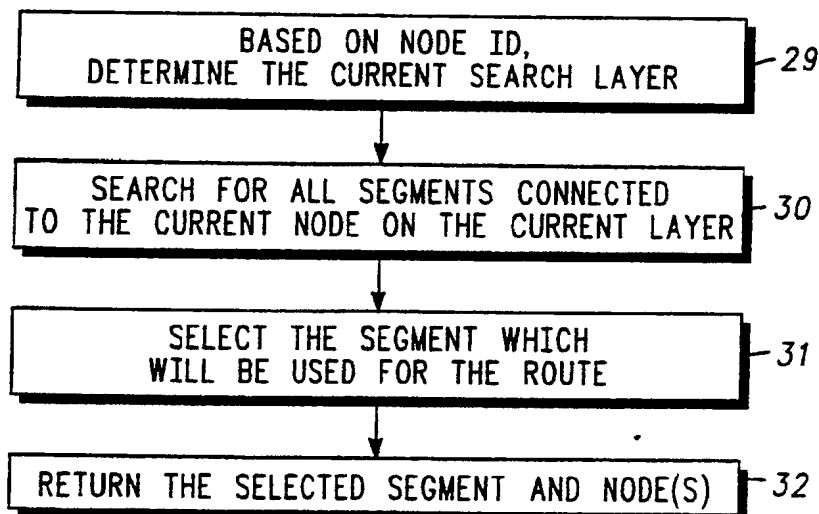 BASED ON NODE ID,
DETERMINE THE CURRENT SEARCH LAYER
29
SEARCH FOR ALL SEGMENTS CONNECTED
TO THE CURRENT NODE ON THE CURRENT LAYER
30
SELECT THE SEGMENT WHICH
WILL BE USED FOR THE ROUTE
31
RETURN THE SELECTED SEGMENT AND NODE(S)
32